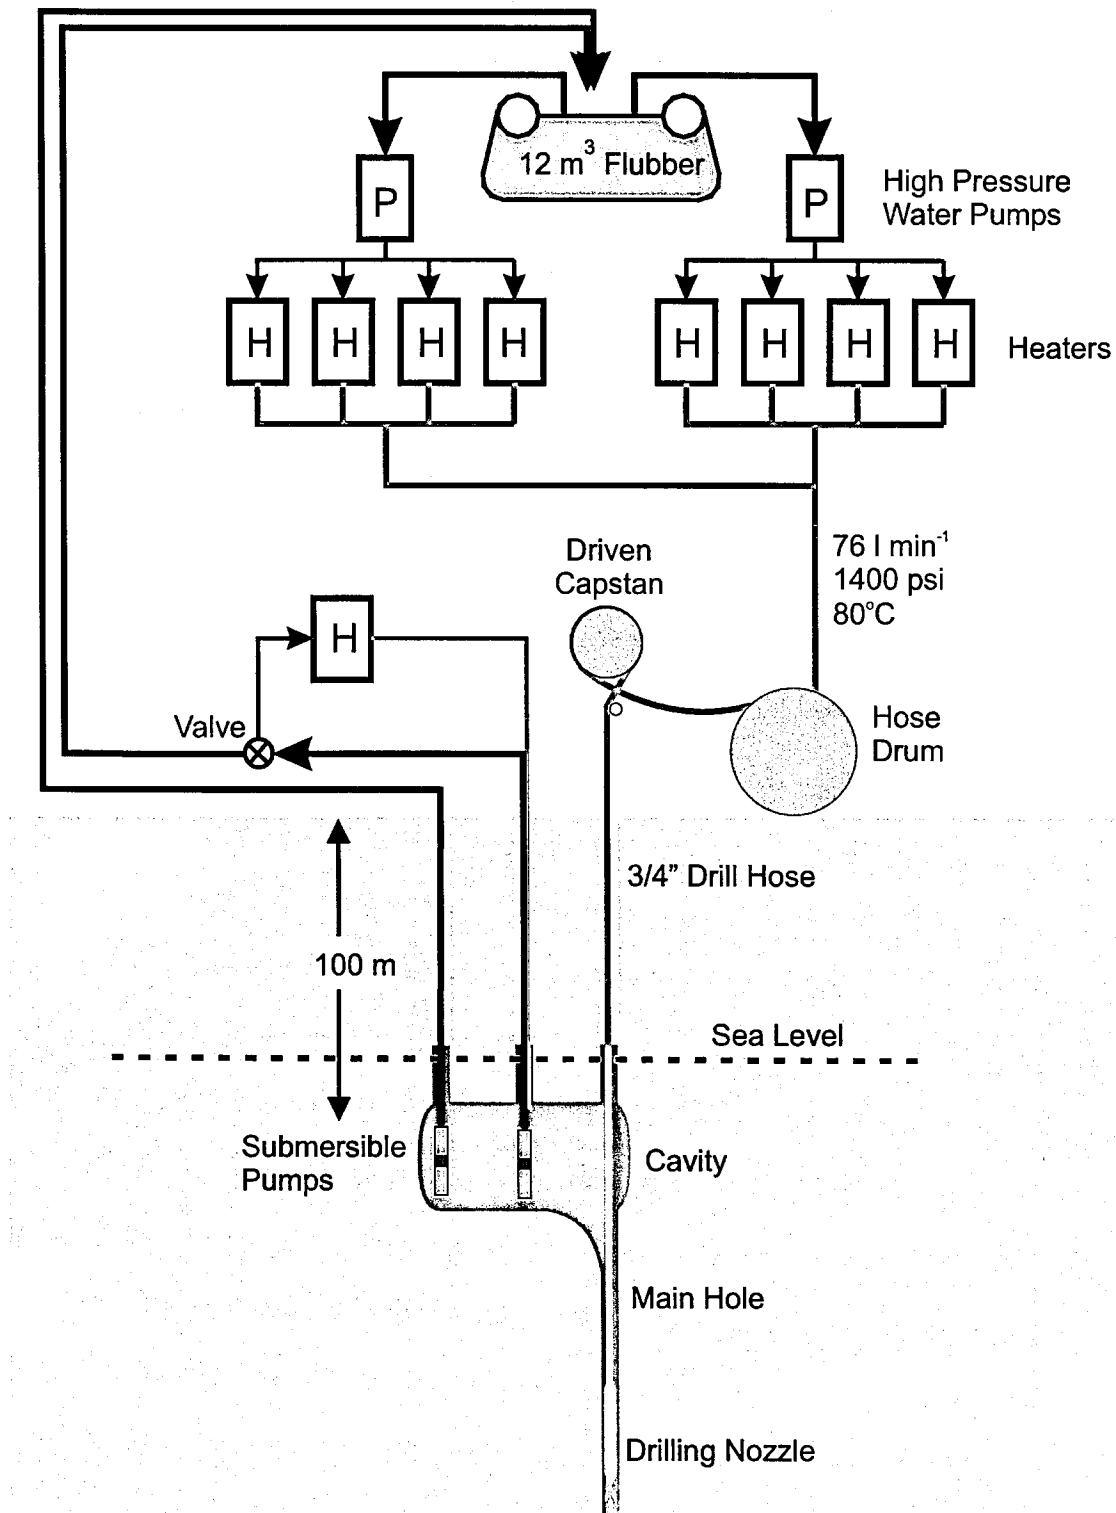 12 m³ Flubber
P
P
High Pressure
Water Pumps
H
H
H
H
H
H
H
H
Heaters
76 l min⁻¹
1400 psi
80°C
Driven
Capstan
H
Valve
Hose
Drum
3/4” Drill Hose
100 m
Sea Level
Submersible
Pumps
Cavity
Main Hole
Drilling Nozzle